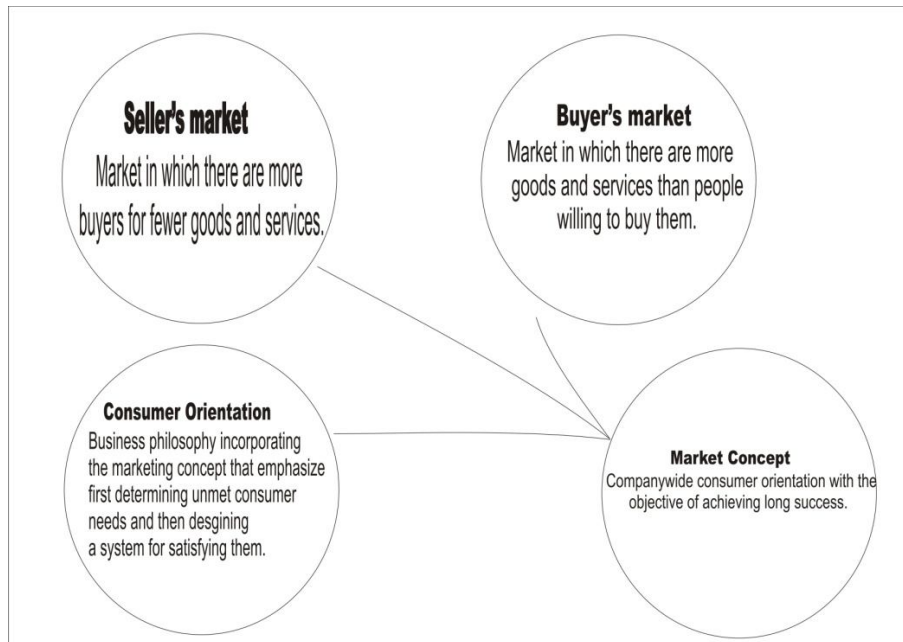 Seller's market
Market in which there are more
buyers for fewer goods and services.
Buyer's market
Market in which there are more
goods and services than people
willing to buy them.
Consumer Orientation
Business philosophy incorporating
the marketing concept that emphasize
first determining unmet consumer
needs and then desgining
a system for satisfying them.
Market Concept
Companywide consumer orientation with the
objective of achieving long success.